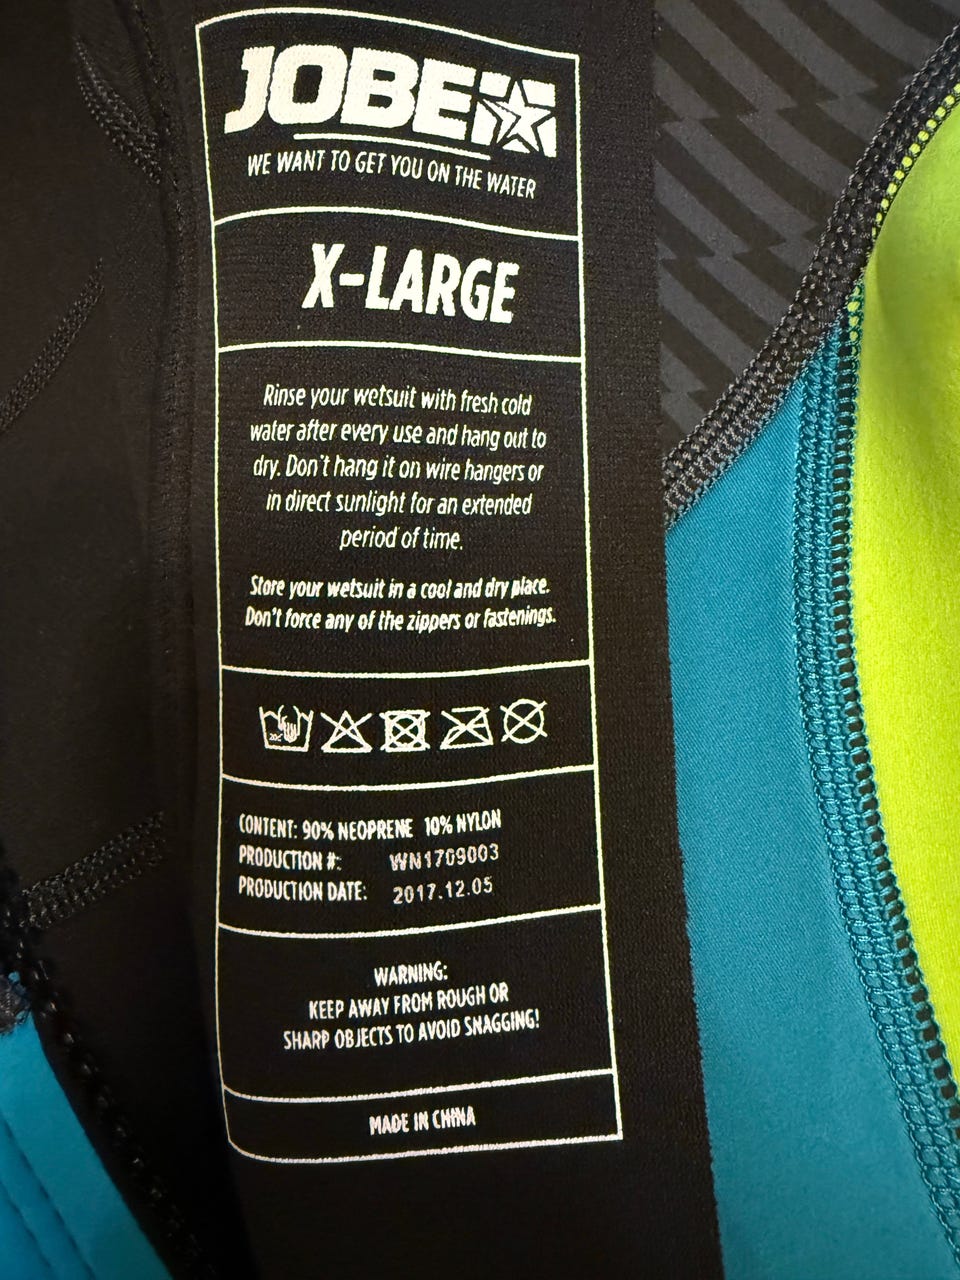 JOBE
WE WANT TO GET YOU ON THE WATER
X-LARGE
Rinse your wetsuit with fresh cold
water after every use and hang out to
dry. Don't hang it on wire hangers or
in direct sunlight for an extended
period of time.
Store your wetsuit in a cool and dry place.
Don't force any of the zippers or fastenings.
20c
CONTENT: 90% NEOPRENE 10% NYLON
PRODUCTION #: WN1709003
PRODUCTION DATE: 2017.12.05
WARNING:
KEEP AWAY FROM ROUGH OR
SHARP OBJECTS TO AVOID SNAGGING!
MADE IN CHINA